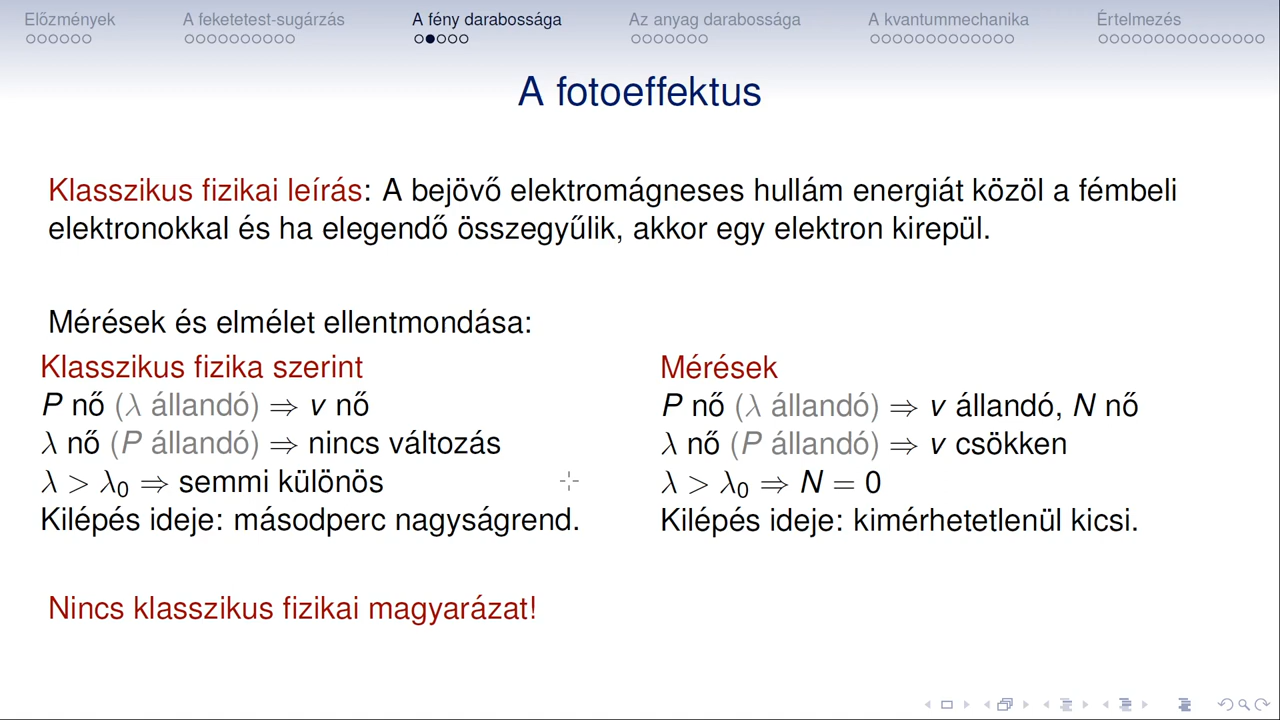 Előzmények
A feketetest-sugárzás
A fény darabossága
Az anyag darabossága
A kvantummechanika
Értelmezés
A fotoeffektus
Klasszikus fizikai leírás: A bejövő elektromágneses hullám energiát közöl a fémbeli
elektronokkal és ha elegendő összegyűlik, akkor egy elektron kirepül.
Mérések és elmélet ellentmondása:
Klasszikus fizika szerint
P nő (λ állandó) ⇒ v nő
λ nő (P állandó) ⇒ nincs változás
λ > λ₀ ⇒ semmi különös
Kilépés ideje: másodperc nagyságrend.
Mérések
P nő (λ állandó) ⇒ v állandó, N nő
λ nő (P állandó) ⇒ v csökken
λ > λ₀ ⇒ N = 0
Kilépés ideje: kimérhetetlenül kicsi.
Nincs klasszikus fizikai magyarázat!